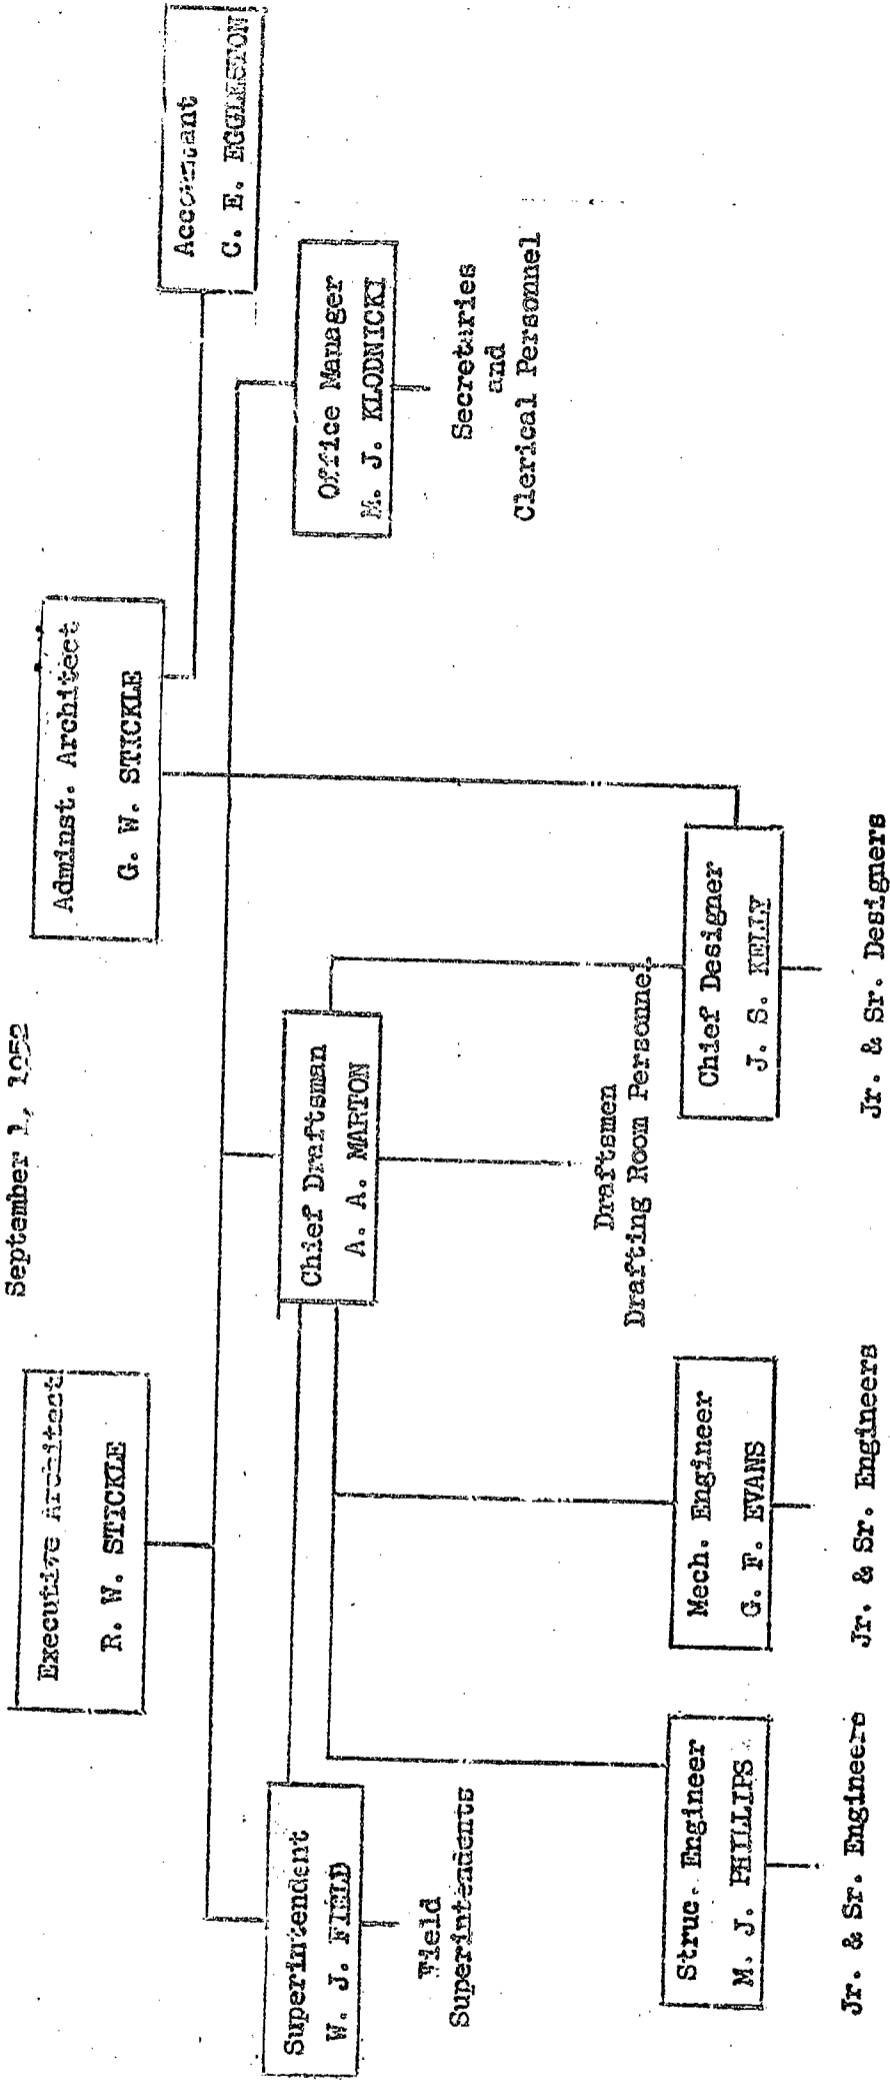 September 1, 1952
Executive Architect
R. W. STICKLE
Adminst. Architect
G. W. STICKLE
Accountant
C. E. EGGLESTON
Superintendent
W. J. FIELD
Field
Superintendents
Chief Draftsman
A. A. MARTON
Draftsmen
Drafting Room Personnel
Office Manager
M. J. KLODNICKI
Secretaries
and
Clerical Personnel
Struc. Engineer
M. J. PHILLIPS
Jr. & Sr. Engineers
Mech. Engineer
G. F. EVANS
Jr. & Sr. Engineers
Chief Designer
J. S. KELLY
Jr. & Sr. Designers